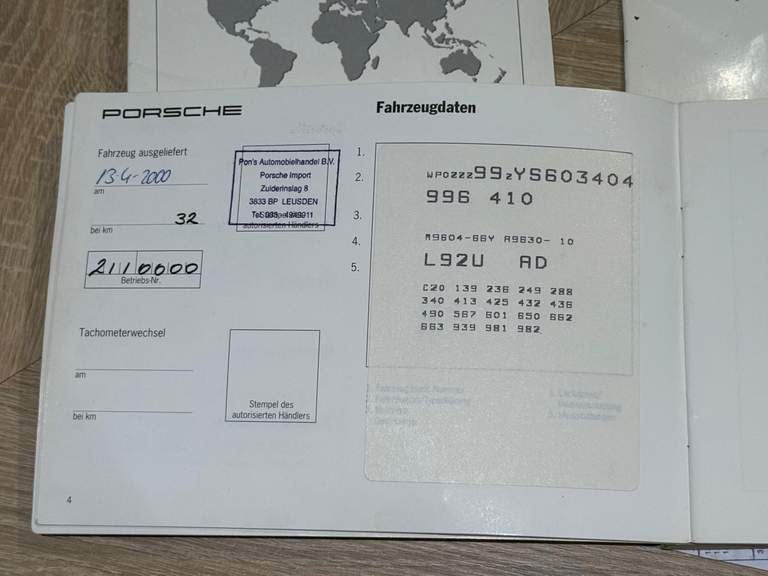 PORSCHE
Fahrzeug ausgeliefert
13-4-2000
am
32
bei km
2110000
Betriebs-Nr.
Pon's Automobielhandel B.V.
Porsche Import
Zuiderinslag 8
3833 BP LEUSDEN
autorisierten Händlers
Tachometerwechsel
am
bei km
Stempel des
autorisierten Händlers
4
Fahrzeugdaten
1.
2.
3.
4.
5.
WP0ZZZ99ZYS603404
996 410
M9604-66Y A9630- 10
L92U AD
C20 139 236 249 288
340 413 425 432 436
490 567 601 650 662
663 939 981 982